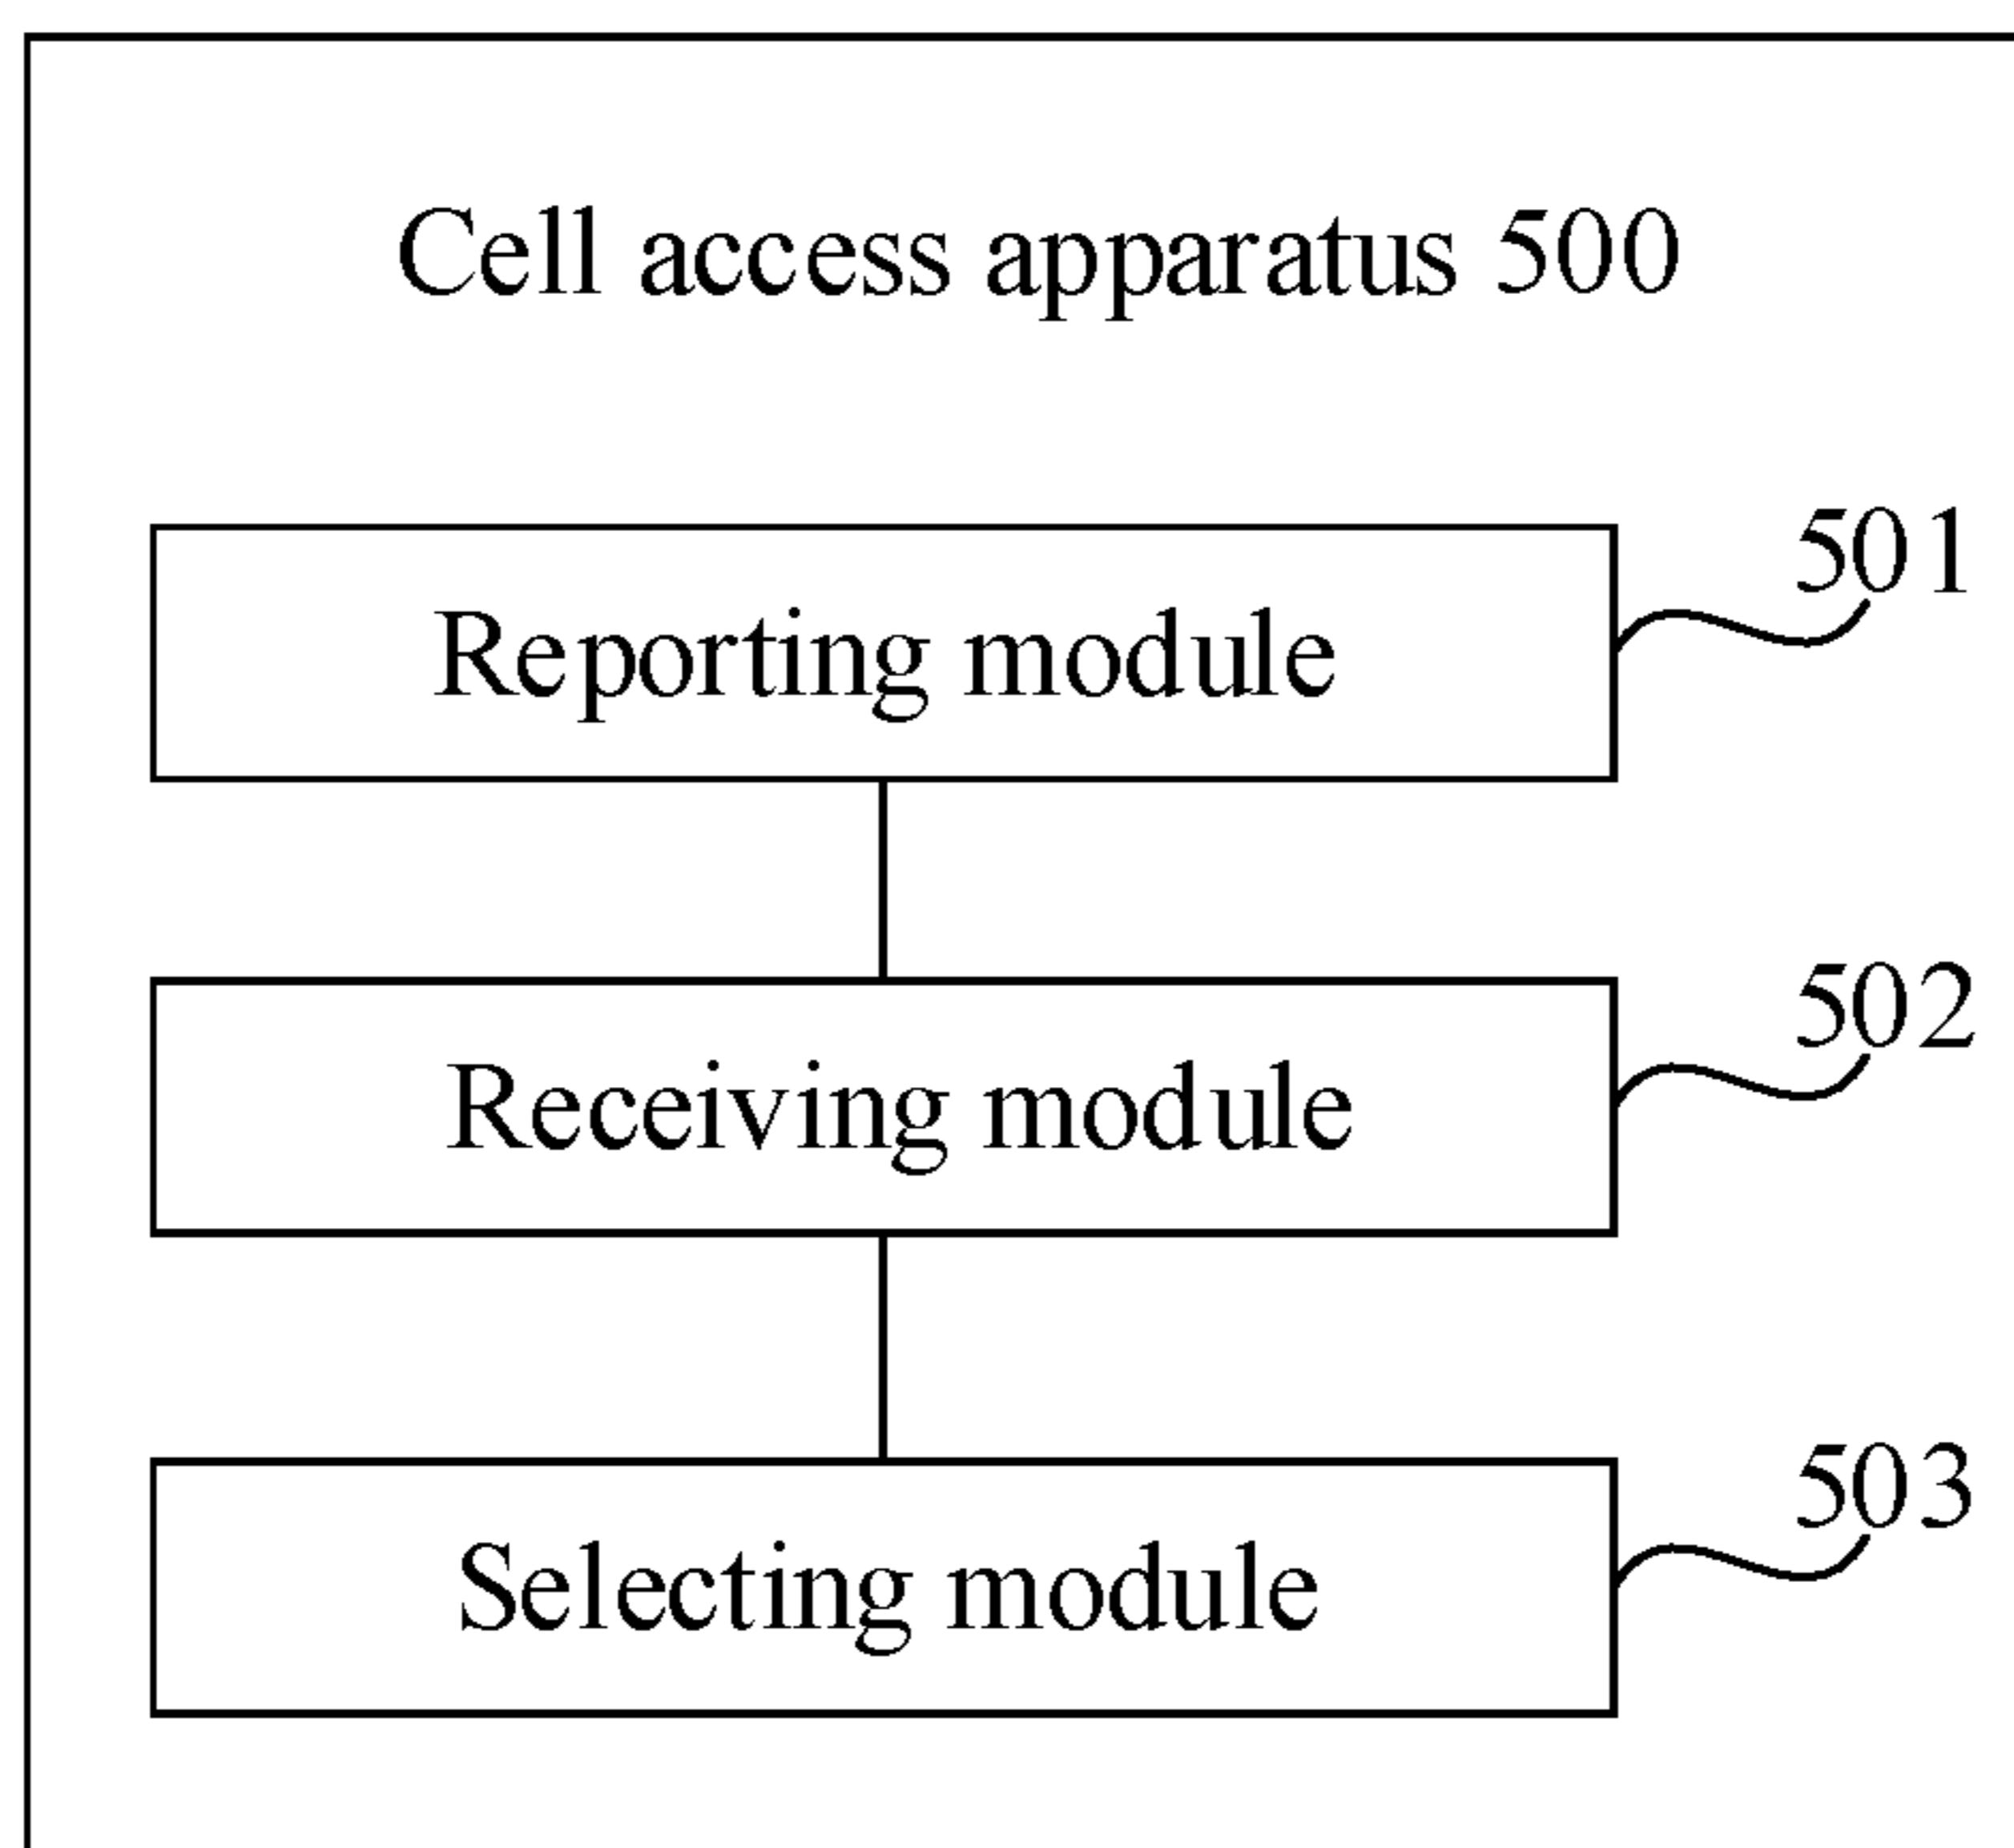 Cell access apparatus 500
501
Reporting module
502
Receiving module
503
Selecting module